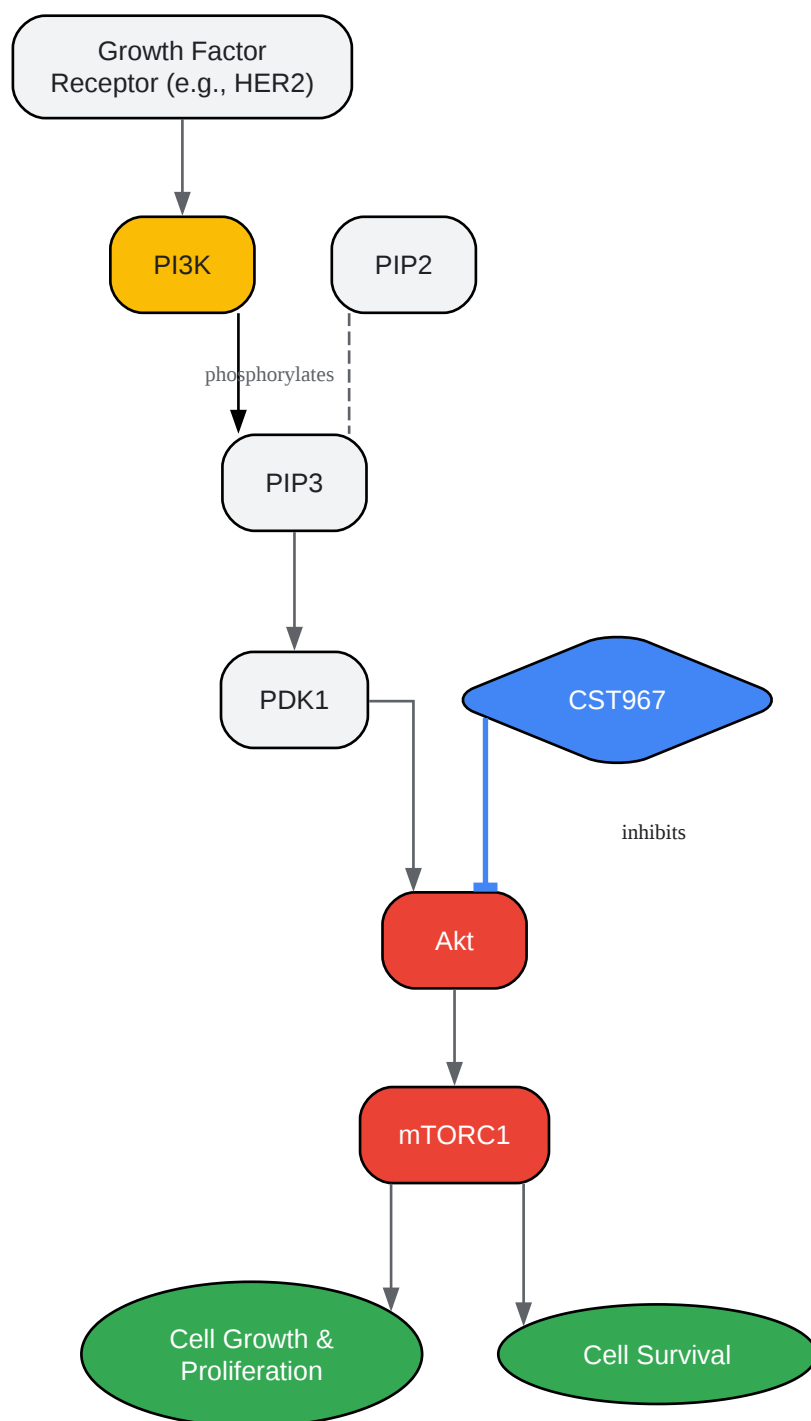 Growth Factor
Receptor (e.g., HER2)
PI3K
PIP2
phosphorylates
PIP3
PDK1
CST967
inhibits
Akt
mTORC1
Cell Growth &
Proliferation
Cell Survival